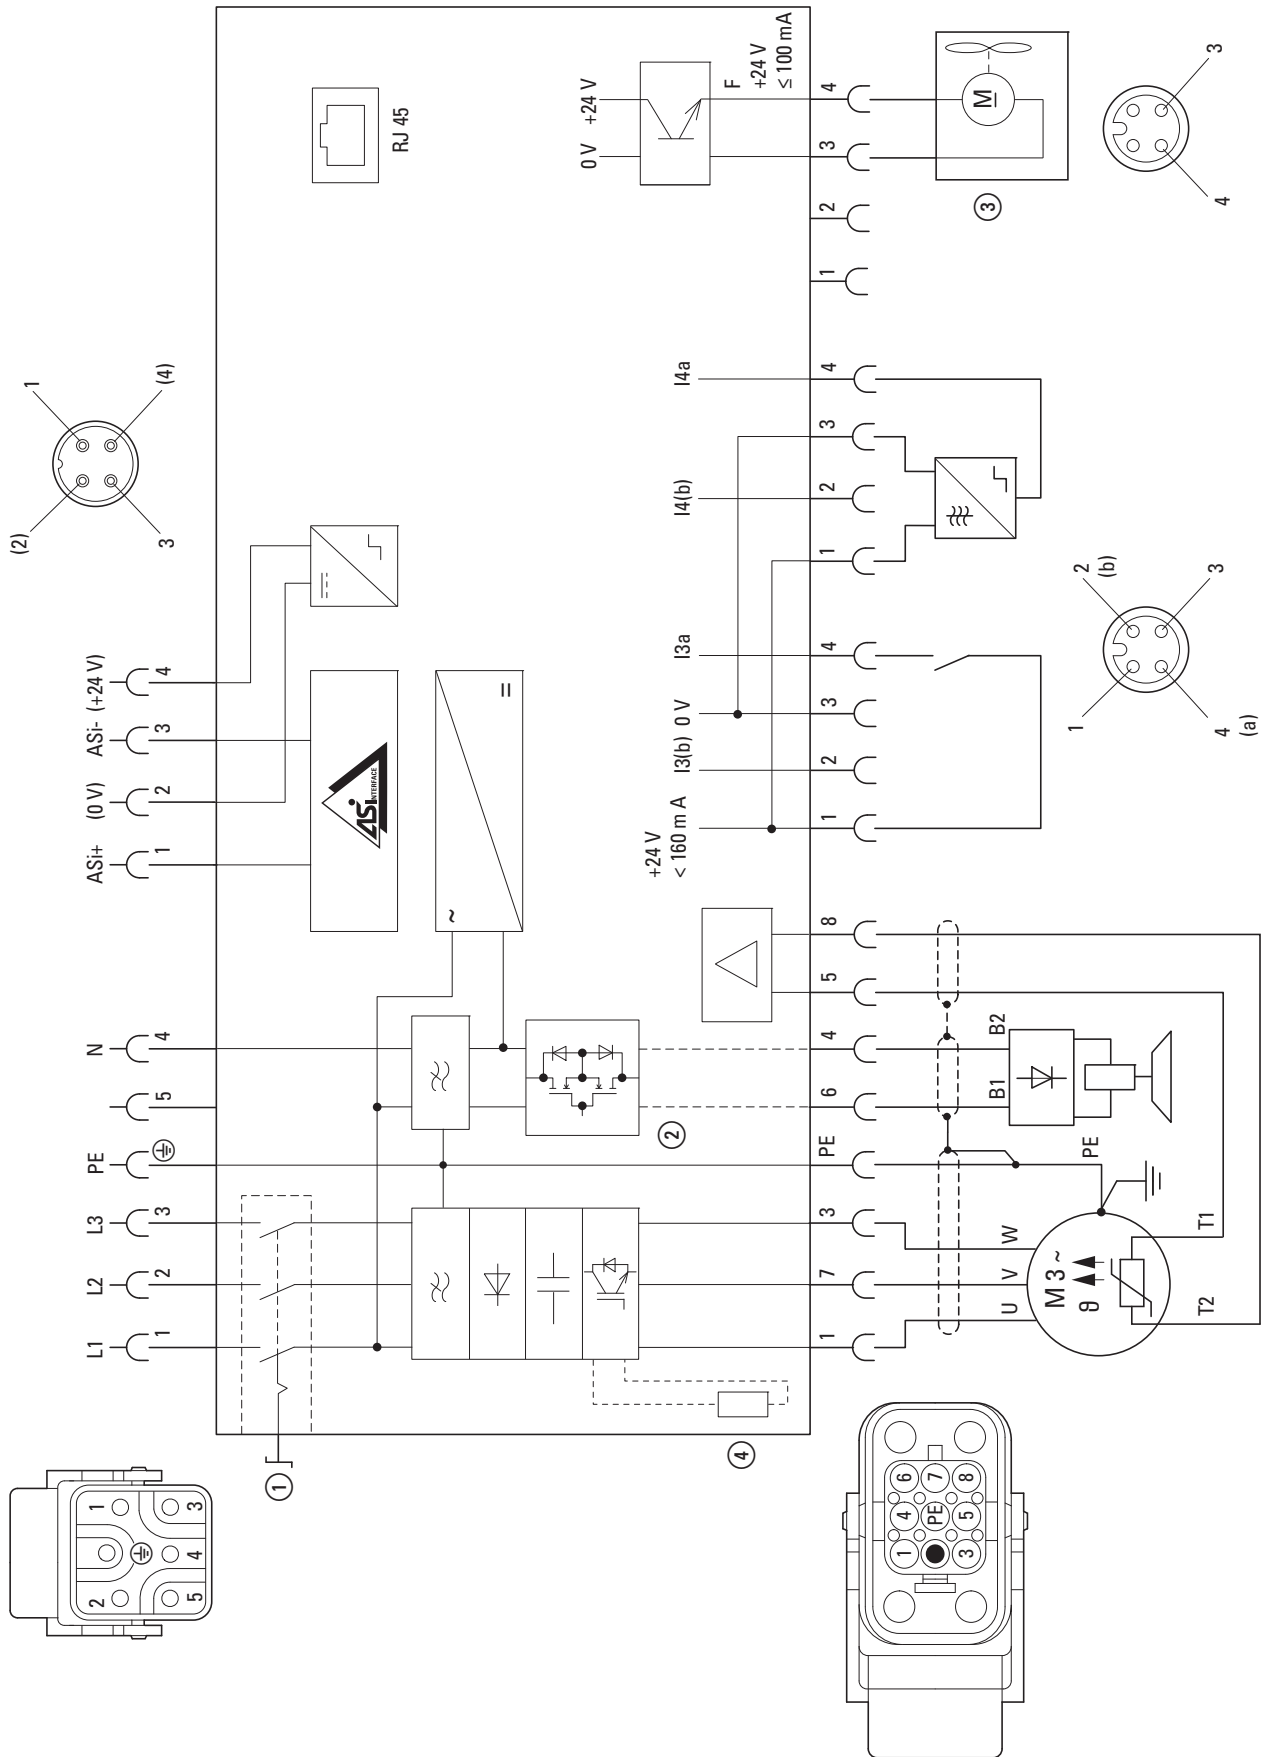 L1
L2
L3
PE
N
ASi+
(0 V)
ASi-
(+24 V)
1
2
3
5
4
1
2
3
4
(2)
1
3
(4)
2
1
4
5
3
1
ASi
INTERFACE
~
=
RJ 45
0 V
+24 V
F
+24 V
≤ 100 mA
2
4
+24 V
< 160 m A
I3(b)
0 V
I3a
I4(b)
I4a
1
7
3
PE
6
4
5
8
1
2
3
4
1
2
3
4
1
2
3
4
U
V
W
PE
B1
B2
M 3 ~
ϑ
T1
T2
M
3
1
4
6
PE
7
3
5
8
1
2
(b)
4
(a)
3
3
4